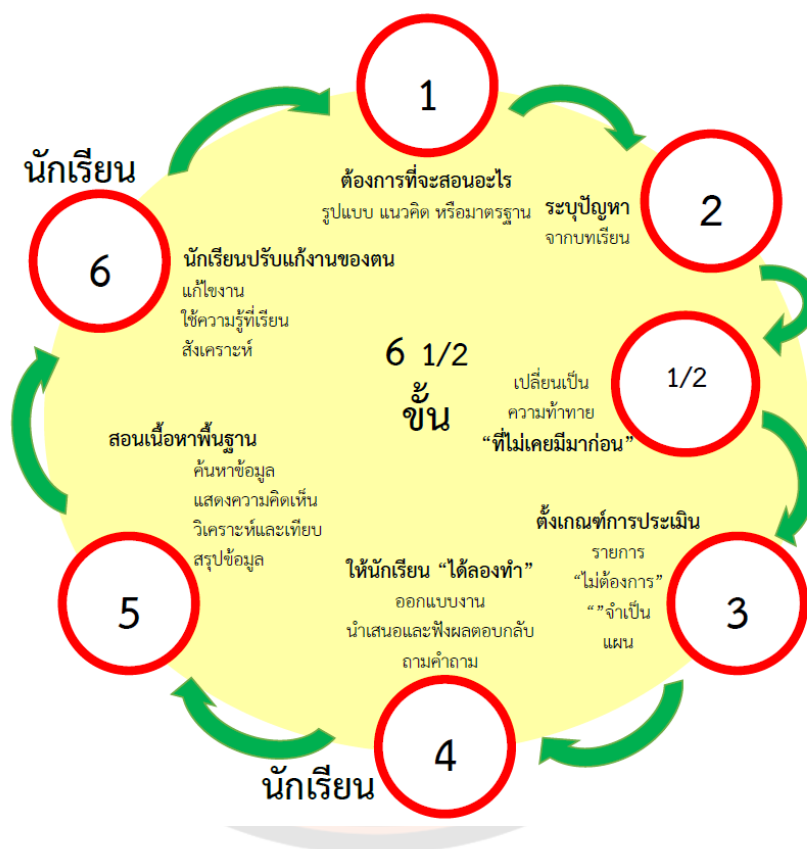 1
ต้องการที่จะสอนอะไร
รูปแบบ แนวคิด หรือมาตรฐาน
2
ระบุปัญหา
จากบทเรียน
1/2
เปลี่ยนเป็น
ความท้าทาย
“ที่ไม่เคยมีมาก่อน”
3
ตั้งเกณฑ์การประเมิน
รายการ
“ไม่ต้องการ”
“”จำเป็น
แผน
4
นักเรียน
ให้นักเรียน “ได้ลองทำ”
ออกแบบงาน
นำเสนอและฟังผลตอบกลับ
ถามคำถาม
5
สอนเนื้อหาพื้นฐาน
ค้นหาข้อมูล
แสดงความคิดเห็น
วิเคราะห์และเทียบ
สรุปข้อมูล
นักเรียน
6
นักเรียนปรับแก้งานของตน
แก้ไขงาน
ใช้ความรู้ที่เรียน
สังเคราะห์
6 1/2
ขั้น